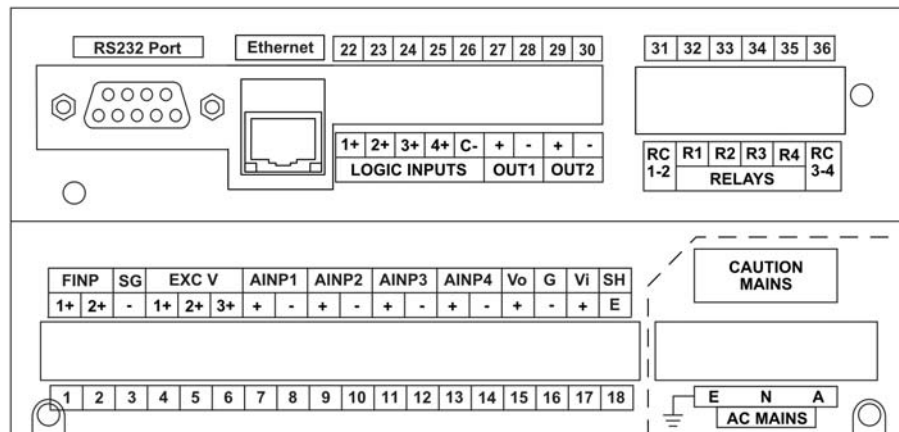 RS232 Port Ethernet 22 23 24 25 26 27 28 29 30 31 32 33 34 35 36
1+ 2+ 3+ 4+ C- + - + - RC R1 R2 R3 R4 RC
LOGIC INPUTS OUT1 OUT2 1-2 RELAYS 3-4
CAUTION
MAINS
FINP SG EXC V AINP1 AINP2 AINP3 AINP4 Vo G Vi SH
1+ 2+ - 1+ 2+ 3+ + - + - + - + - + - + E
1 2 3 4 5 6 7 8 9 10 11 12 13 14 15 16 17 18
E N A
AC MAINS